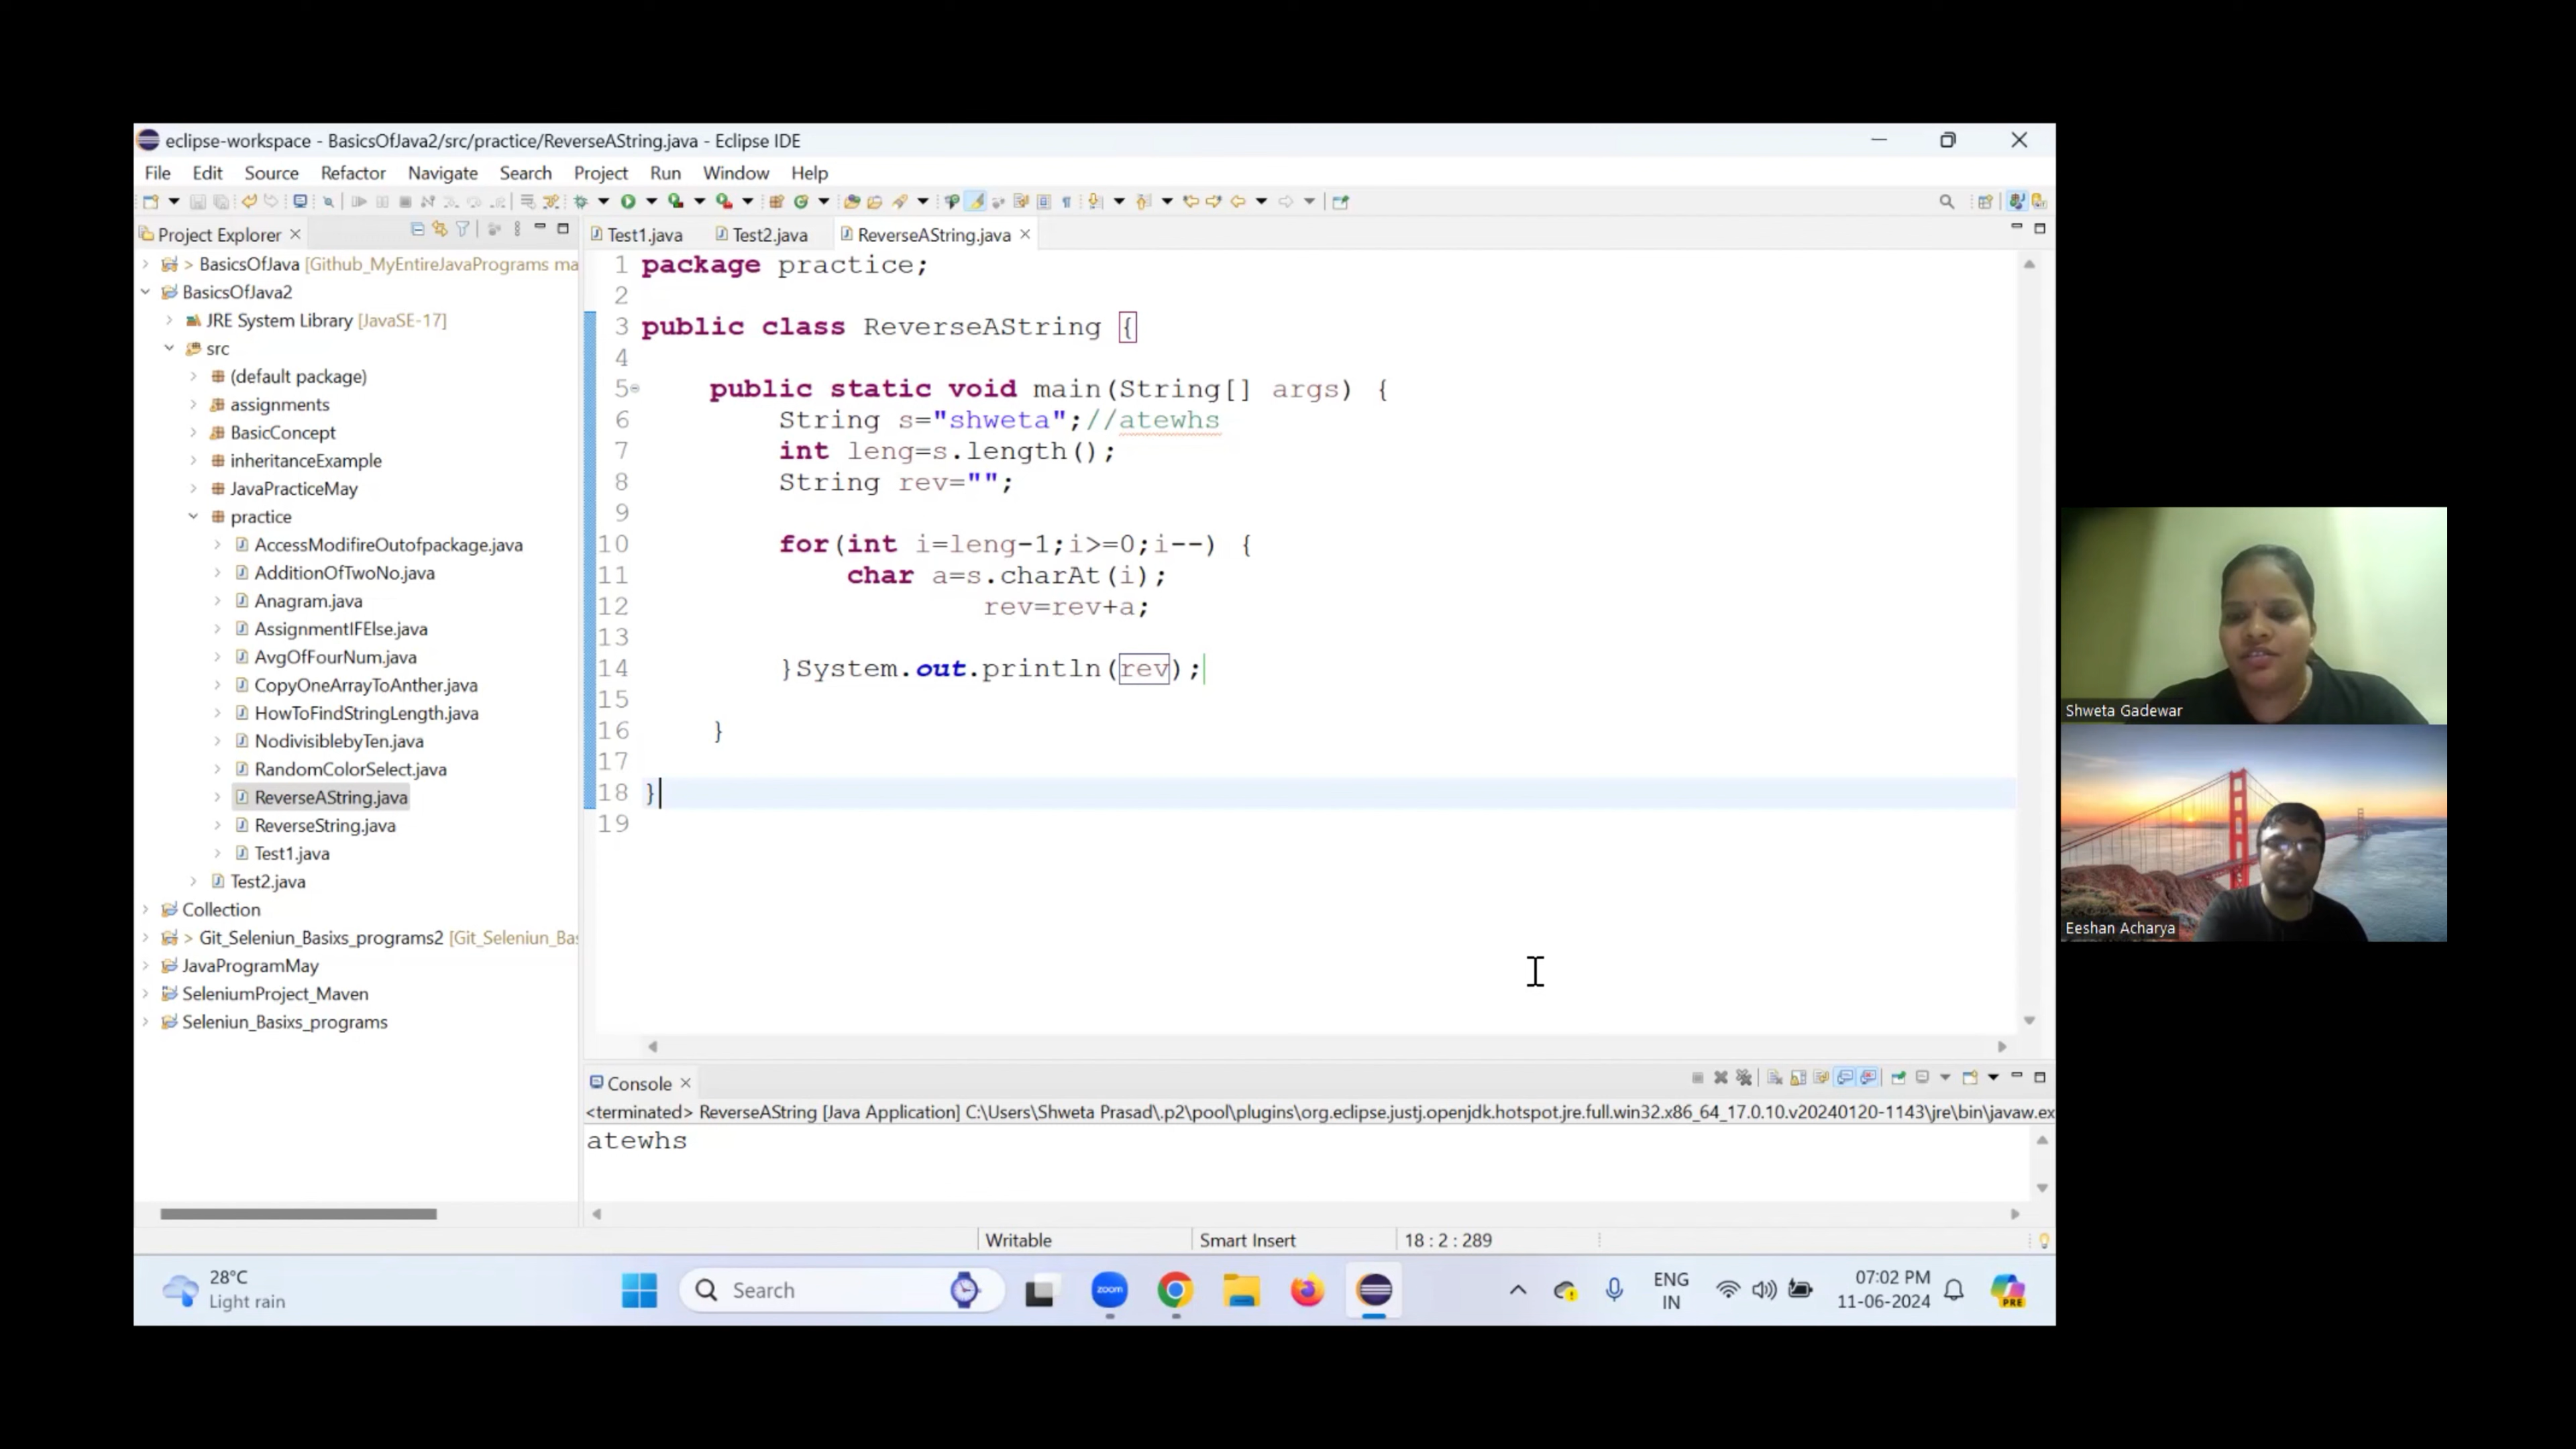 eclipse-workspace - BasicsOfJava2/src/practice/ReverseAString.java - Eclipse IDE
File Edit Source Refactor Navigate Search Project Run Window Help
Project Explorer
> BasicsOfJava [Github_MyEntireJavaPrograms ma
BasicsOfJava2
JRE System Library [JavaSE-17]
src
(default package)
assignments
BasicConcept
inheritanceExample
JavaPracticeMay
practice
AccessModifireOutofpackage.java
AdditionOfTwoNo.java
Anagram.java
AssignmentIFElse.java
AvgOfFourNum.java
CopyOneArrayToAnther.java
HowToFindStringLength.java
NodivisiblebyTen.java
RandomColorSelect.java
ReverseAString.java
ReverseString.java
Test1.java
Test2.java
Collection
> Git_Seleniun_Basixs_programs2 [Git_Seleniun_Ba
JavaProgramMay
SeleniumProject_Maven
Seleniun_Basixs_programs
Test1.java Test2.java ReverseAString.java
1 package practice;
2
3 public class ReverseAString {
4
5 public static void main(String[] args) {
6 String s="shweta";//atewhs
7 int leng=s.length();
8 String rev="";
9
10 for(int i=leng-1;i>=0;i--) {
11 char a=s.charAt(i);
12 rev=rev+a;
13
14 }System.out.println(rev);
15
16 }
17
18 }
19
Console
<terminated> ReverseAString [Java Application] C:\Users\Shweta Prasad\.p2\pool\plugins\org.eclipse.justj.openjdk.hotspot.jre.full.win32.x86_64_17.0.10.v20240120-1143\jre\bin\javaw.ex
atewhs
Writable Smart Insert 18 : 2 : 289
28°C
Light rain
Search
zoom
ENG
IN
07:02 PM
11-06-2024
PRE
Shweta Gadewar
Eeshan Acharya